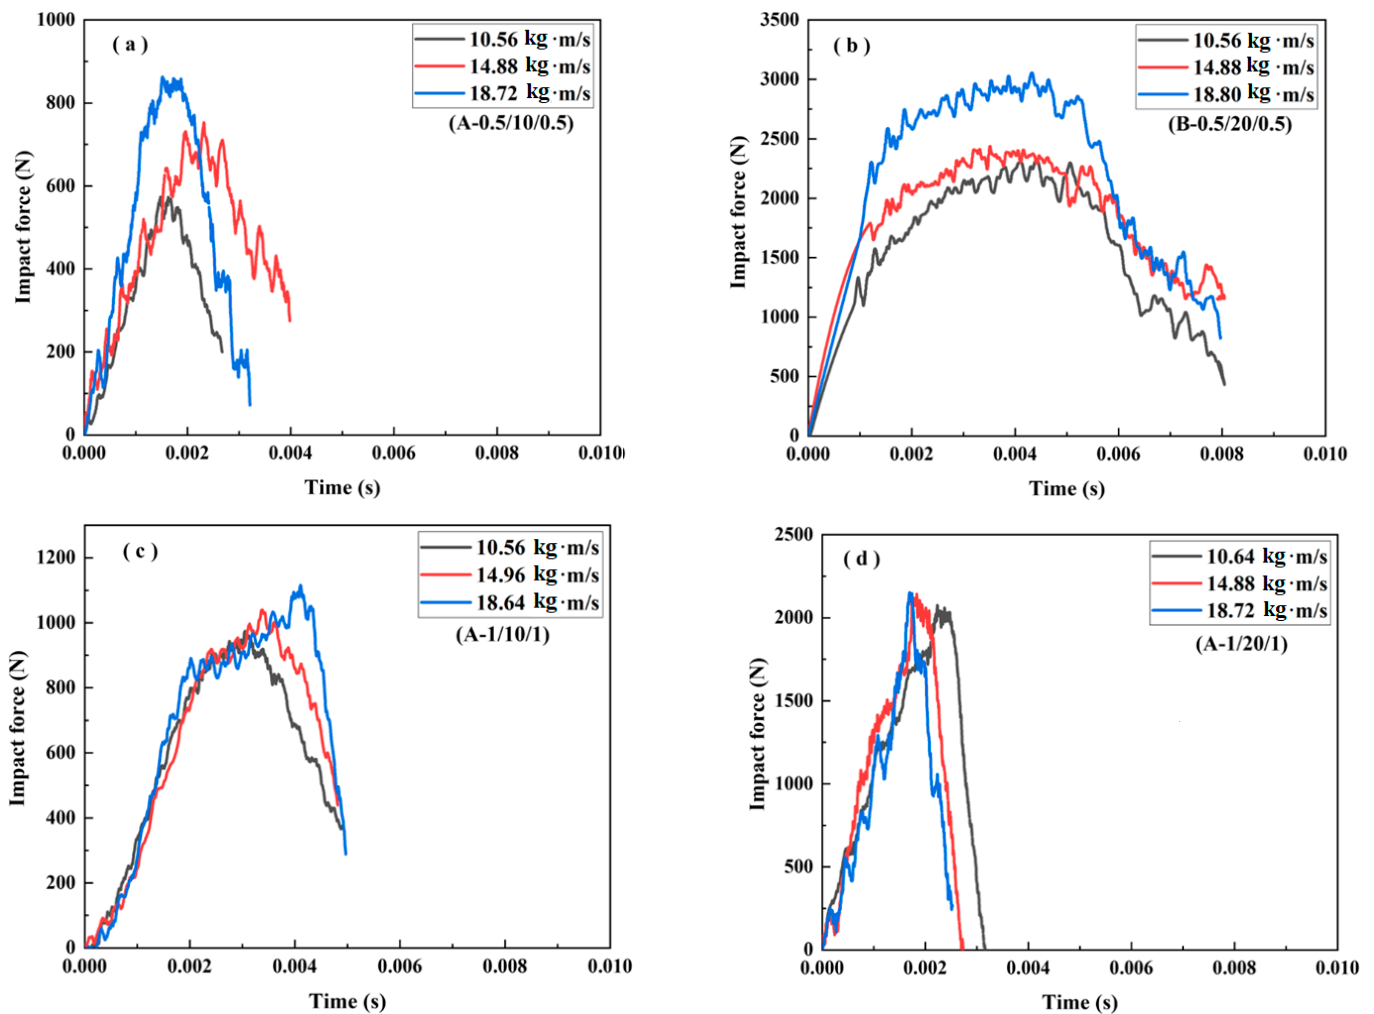 ( a )
10.56 kg·m/s
14.88 kg·m/s
18.72 kg·m/s
(A-0.5/10/0.5)
1000
800
600
400
200
0
Impact force (N)
0.000 0.002 0.004 0.006 0.008 0.010
Time (s)
( b )
10.56 kg·m/s
14.88 kg·m/s
18.80 kg·m/s
(B-0.5/20/0.5)
3500
3000
2500
2000
1500
1000
500
0
Impact force (N)
0.000 0.002 0.004 0.006 0.008 0.010
Time (s)
( c )
10.56 kg·m/s
14.96 kg·m/s
18.64 kg·m/s
(A-1/10/1)
1200
1000
800
600
400
200
0
Impact force (N)
0.000 0.002 0.004 0.006 0.008 0.010
Time (s)
( d )
10.64 kg·m/s
14.88 kg·m/s
18.72 kg·m/s
(A-1/20/1)
2500
2000
1500
1000
500
0
Impact force (N)
0.000 0.002 0.004 0.006 0.008 0.010
Time (s)